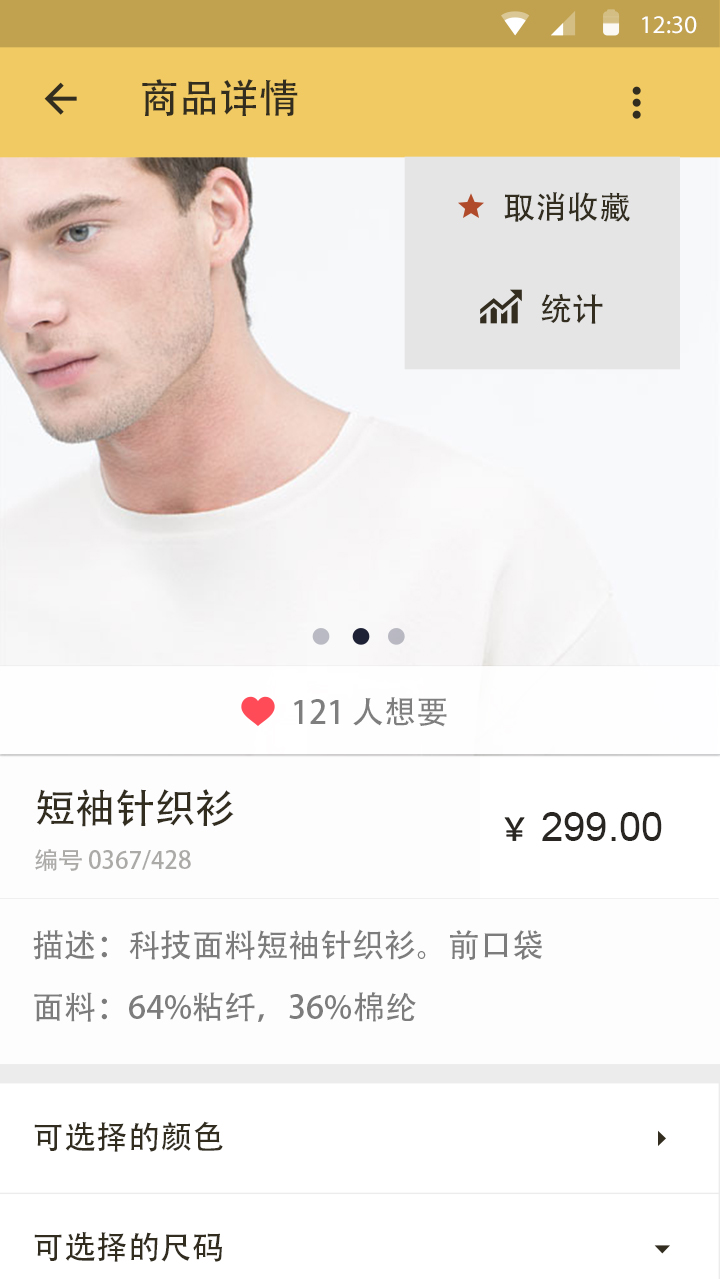 12:30
商品详情
取消收藏
统计
121 人想要
短袖针织衫
¥ 299.00
编号 0367/428
描述：科技面料短袖针织衫。前口袋
面料：64%粘纤，36%棉纶
可选择的颜色
可选择的尺码